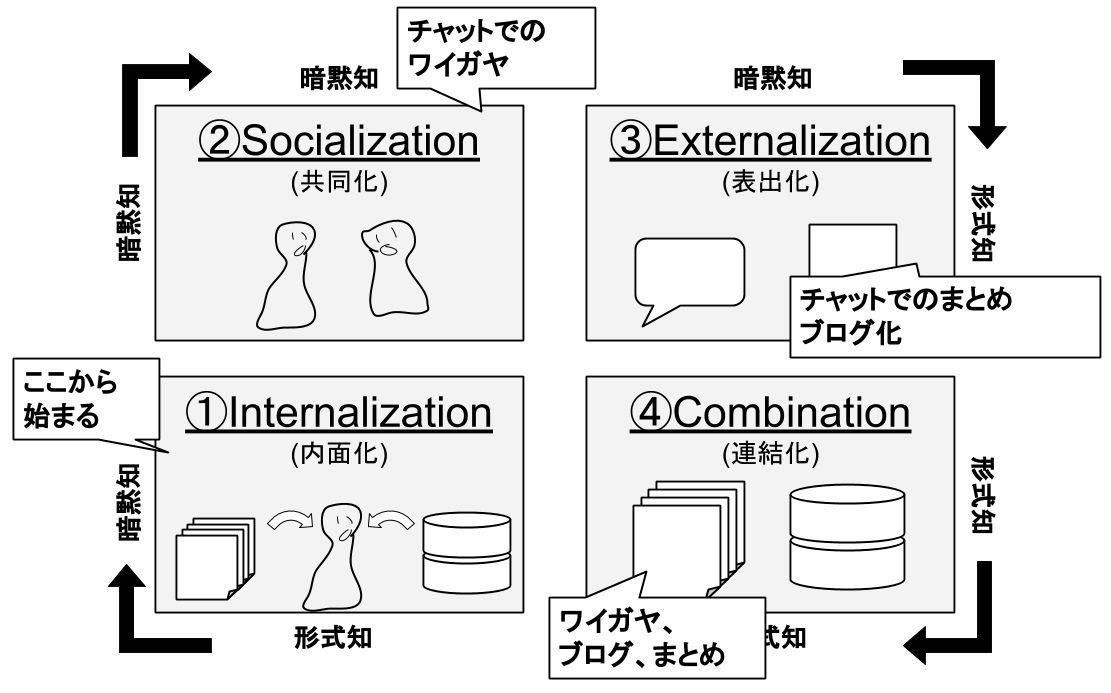 チャットでの
ワイガヤ
暗黙知
暗黙知
②Socialization
(共同化)
暗黙知
③Externalization
(表出化)
形式知
チャットでのまとめ
ブログ化
ここから
始まる
①Internalization
(内面化)
暗黙知
形式知
④Combination
(連結化)
形式知
ワイガヤ、
ブログ、まとめ
式知